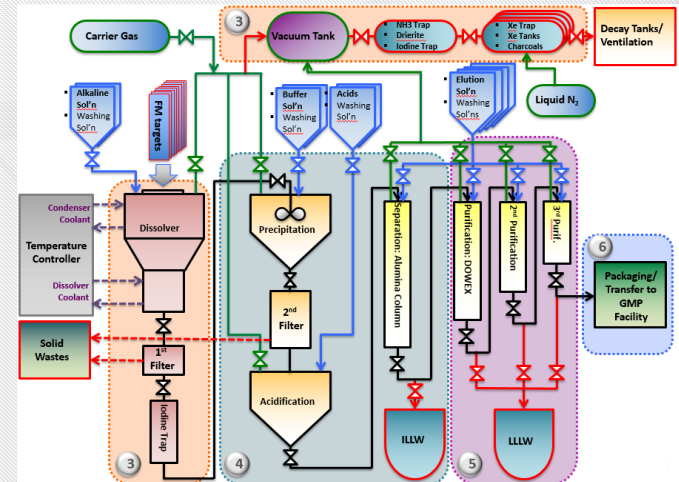 3
Carrier Gas
Vacuum Tank
NH3 Trap
Drierite
Iodine Trap
Xe Trap
Xe Tanks
Charcoals
Decay Tanks/
Ventilation
Liquid N2
Alkaline
Sol'n
Washing
Sol'n
FM targets
Buffer
Sol'n
Washing
Sol'n
Acids
Washing
Sol'n
Elution
Sol'n
Washing
Sol'ns
Condenser
Coolant
Temperature
Controller
Dissolver
Coolant
Dissolver
Precipitation
Separation: Alumina Column
Purification: DOWEX
2nd Purification
3rd Purif.
6
Packaging/
Transfer to
GMP
Facility
Solid
Wastes
1st
Filter
2nd
Filter
Iodine Trap
Acidification
ILLW
LLLW
3
4
5